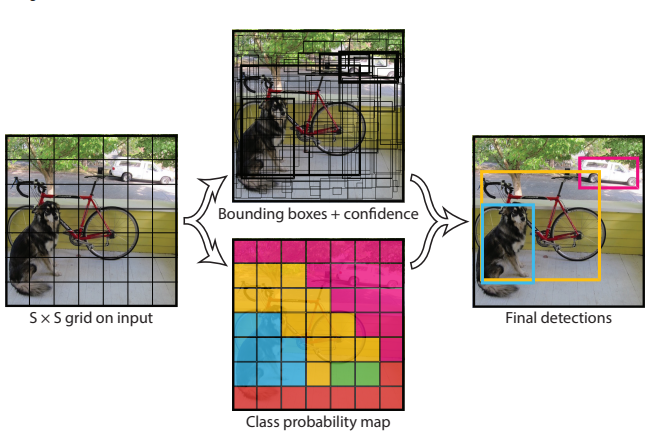 Bounding boxes + confidence
S × S grid on input
Final detections
Class probability map